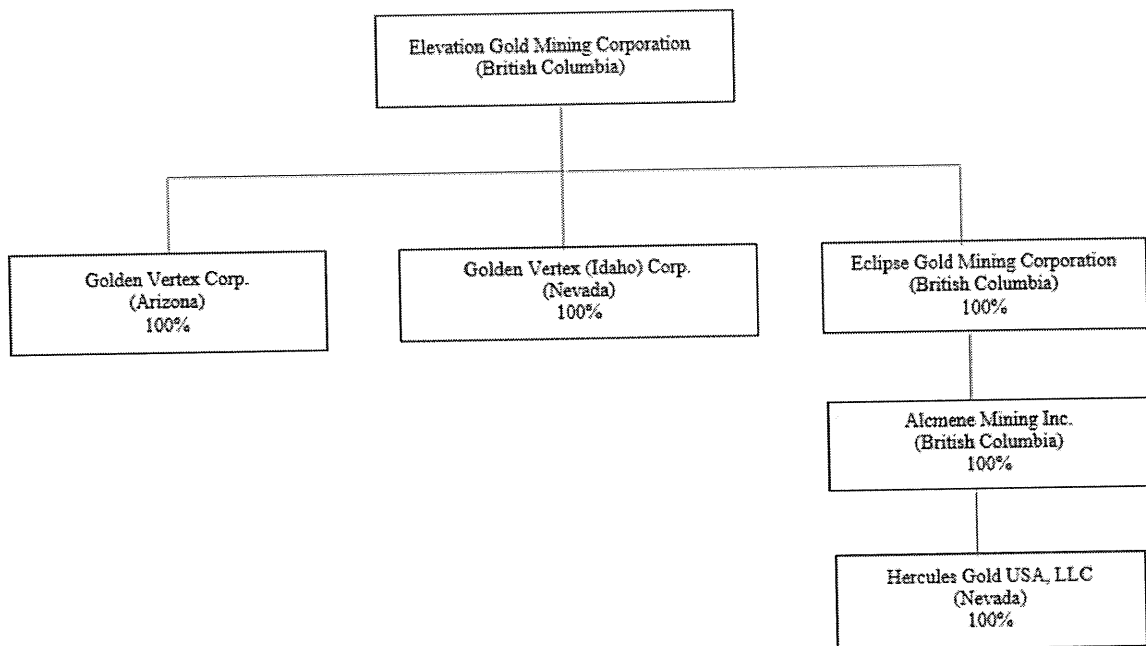 Elevation Gold Mining Corporation
(British Columbia)
Golden Vertex Corp.
(Arizona)
100%
Golden Vertex (Idaho) Corp.
(Nevada)
100%
Eclipse Gold Mining Corporation
(British Columbia)
100%
Alcmene Mining Inc.
(British Columbia)
100%
Hercules Gold USA, LLC
(Nevada)
100%